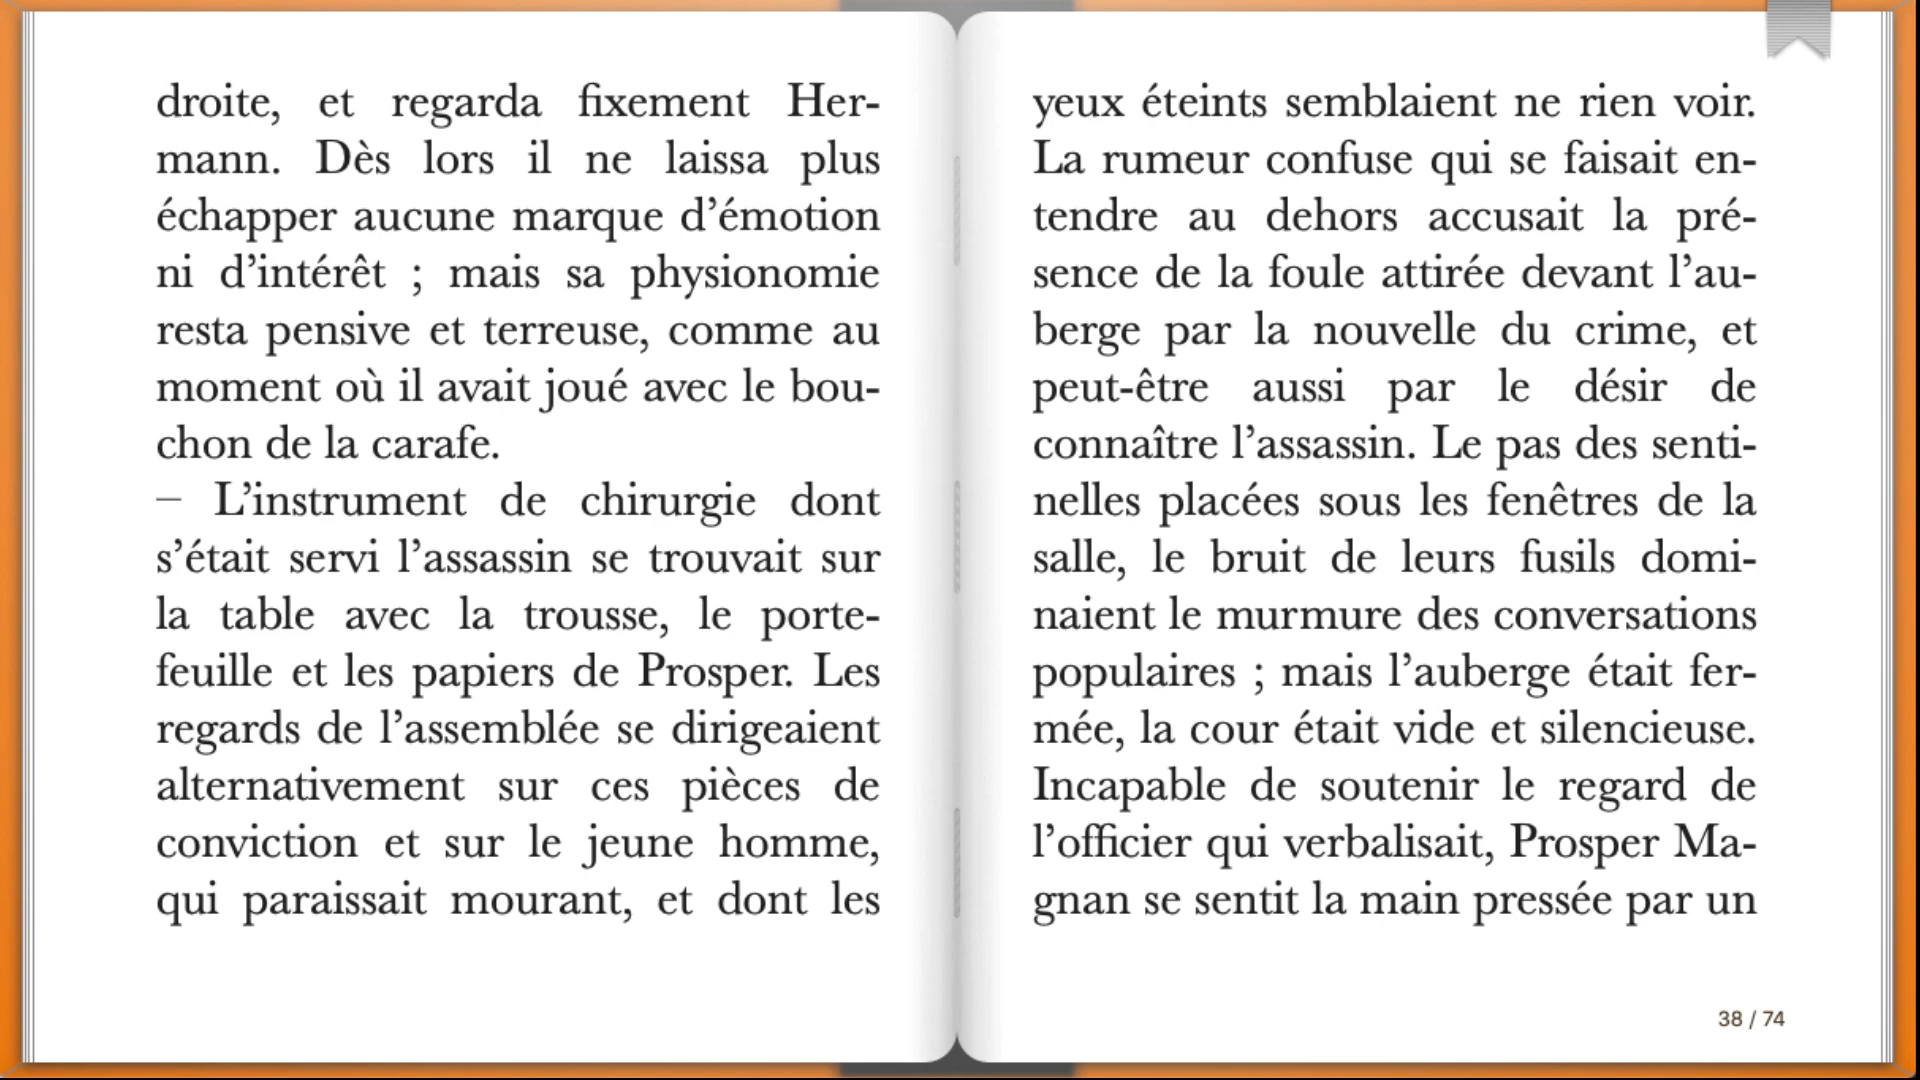 droite, et regarda fixement Her-
mann. Dès lors il ne laissa plus
échapper aucune marque d’émotion
ni d’intérêt ; mais sa physionomie
resta pensive et terreuse, comme au
moment où il avait joué avec le bou-
chon de la carafe.
– L’instrument de chirurgie dont
s’était servi l’assassin se trouvait sur
la table avec la trousse, le porte-
feuille et les papiers de Prosper. Les
regards de l’assemblée se dirigeaient
alternativement sur ces pièces de
conviction et sur le jeune homme,
qui paraissait mourant, et dont les
yeux éteints semblaient ne rien voir.
La rumeur confuse qui se faisait en-
tendre au dehors accusait la pré-
sence de la foule attirée devant l’au-
berge par la nouvelle du crime, et
peut-être aussi par le désir de
connaître l’assassin. Le pas des senti-
nelles placées sous les fenêtres de la
salle, le bruit de leurs fusils domi-
naient le murmure des conversations
populaires ; mais l’auberge était fer-
mée, la cour était vide et silencieuse.
Incapable de soutenir le regard de
l’officier qui verbalisait, Prosper Ma-
gnan se sentit la main pressée par un
38 / 74